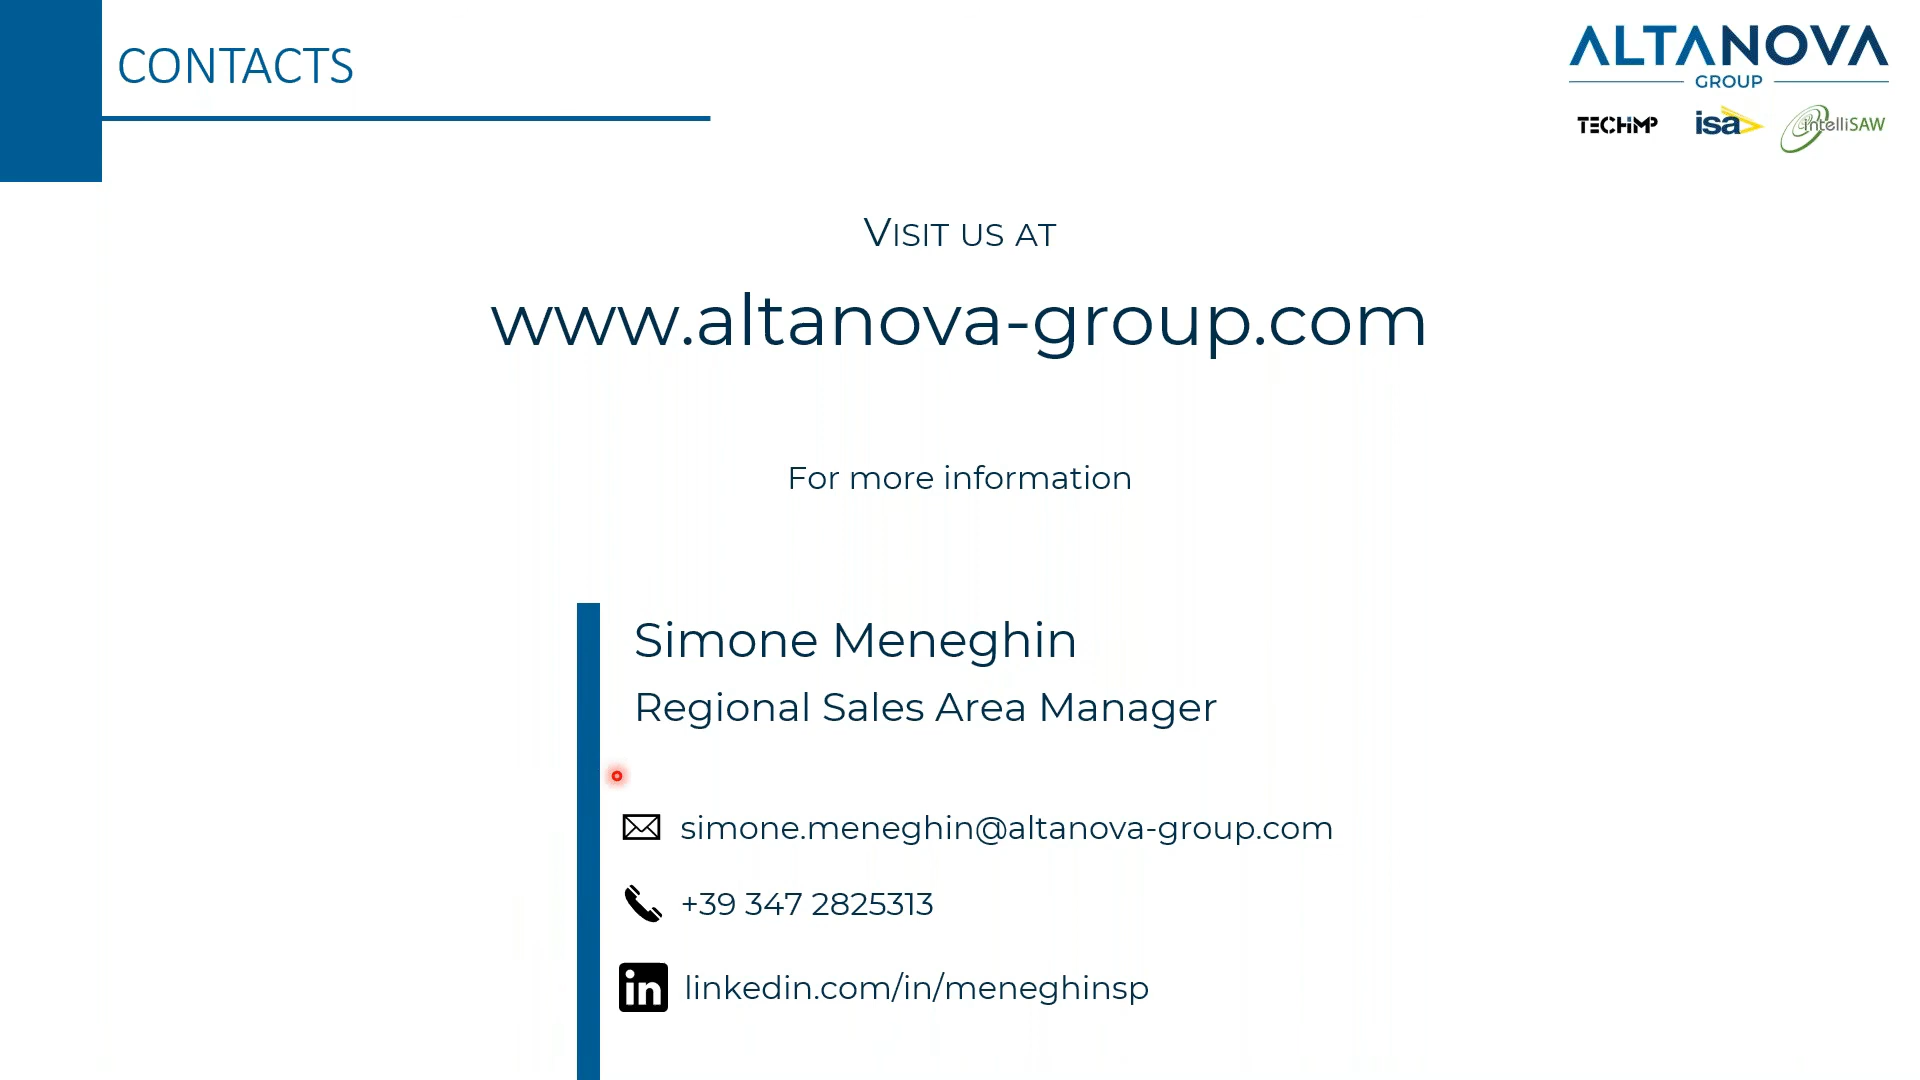 CONTACTS
ALTANOVA
GROUP
TECHIMP
isa
intelliSAW
VISIT US AT
www.altanova-group.com
For more information
Simone Meneghin
Regional Sales Area Manager
simone.meneghin@altanova-group.com
+39 347 2825313
in
linkedin.com/in/meneghinsp